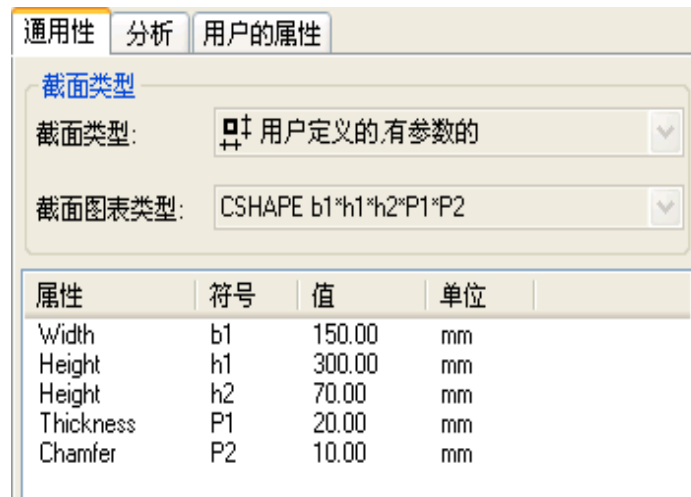 通用性 分析 用户的属性
截面类型
截面类型: 用户定义的,有参数的
截面图表类型: CSHAPE b1*h1*h2*P1*P2
属性 符号 值 单位
Width b1 150.00 mm
Height h1 300.00 mm
Height h2 70.00 mm
Thickness P1 20.00 mm
Chamfer P2 10.00 mm